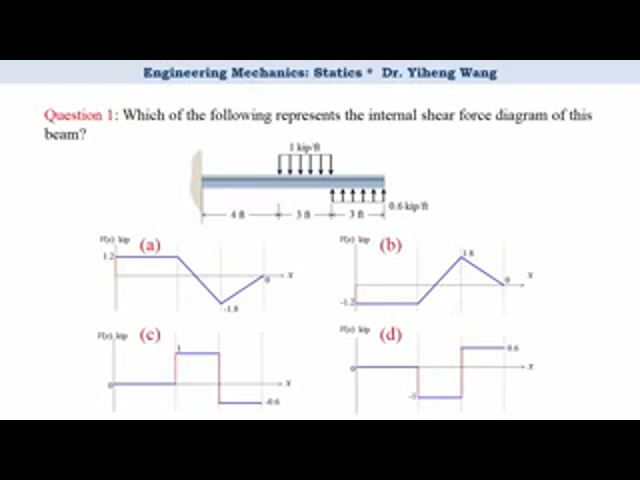 Engineering Mechanics: Statics * Dr. Yiheng Wang
Question 1: Which of the following represents the internal shear force diagram of this
beam?
1 kip/ft
0.6 kip/ft
4 ft 3 ft 3 ft
V(x) kip (a)
1.2
0 x
-1.8
V(x) kip (b)
1.8
0 x
-1.2
V(x) kip (c)
1
0 x
-0.6
V(x) kip (d)
0.6
0 x
-1